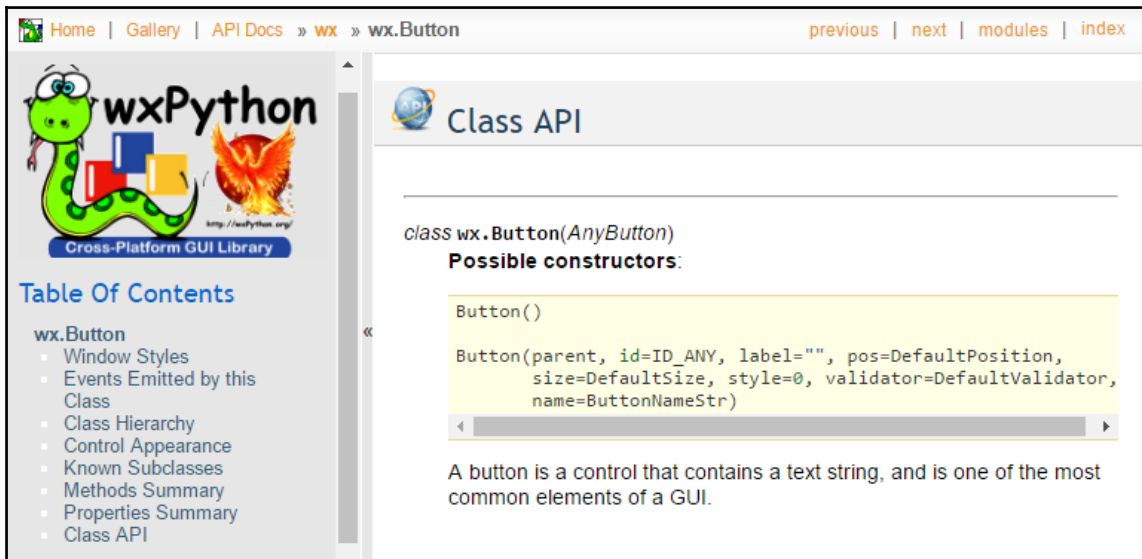 Home | Gallery | API Docs » wx » wx.Button
previous | next | modules | index
wxPython
http://wxPython.org/
Cross-Platform GUI Library
Table Of Contents
wx.Button
Window Styles
Events Emitted by this
Class
Class Hierarchy
Control Appearance
Known Subclasses
Methods Summary
Properties Summary
Class API
«
API
Class API
class wx.Button(AnyButton)
Possible constructors:
Button()
Button(parent, id=ID_ANY, label="", pos=DefaultPosition,
size=DefaultSize, style=0, validator=DefaultValidator,
name=ButtonNameStr)
A button is a control that contains a text string, and is one of the most
common elements of a GUI.